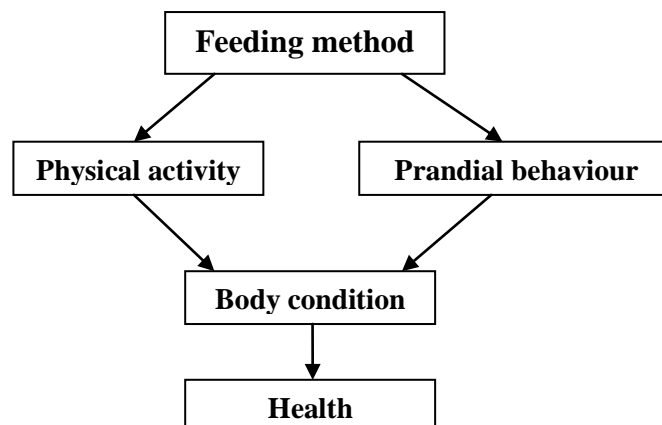 Feeding method
Physical activity
Prandial behaviour
Body condition
Health